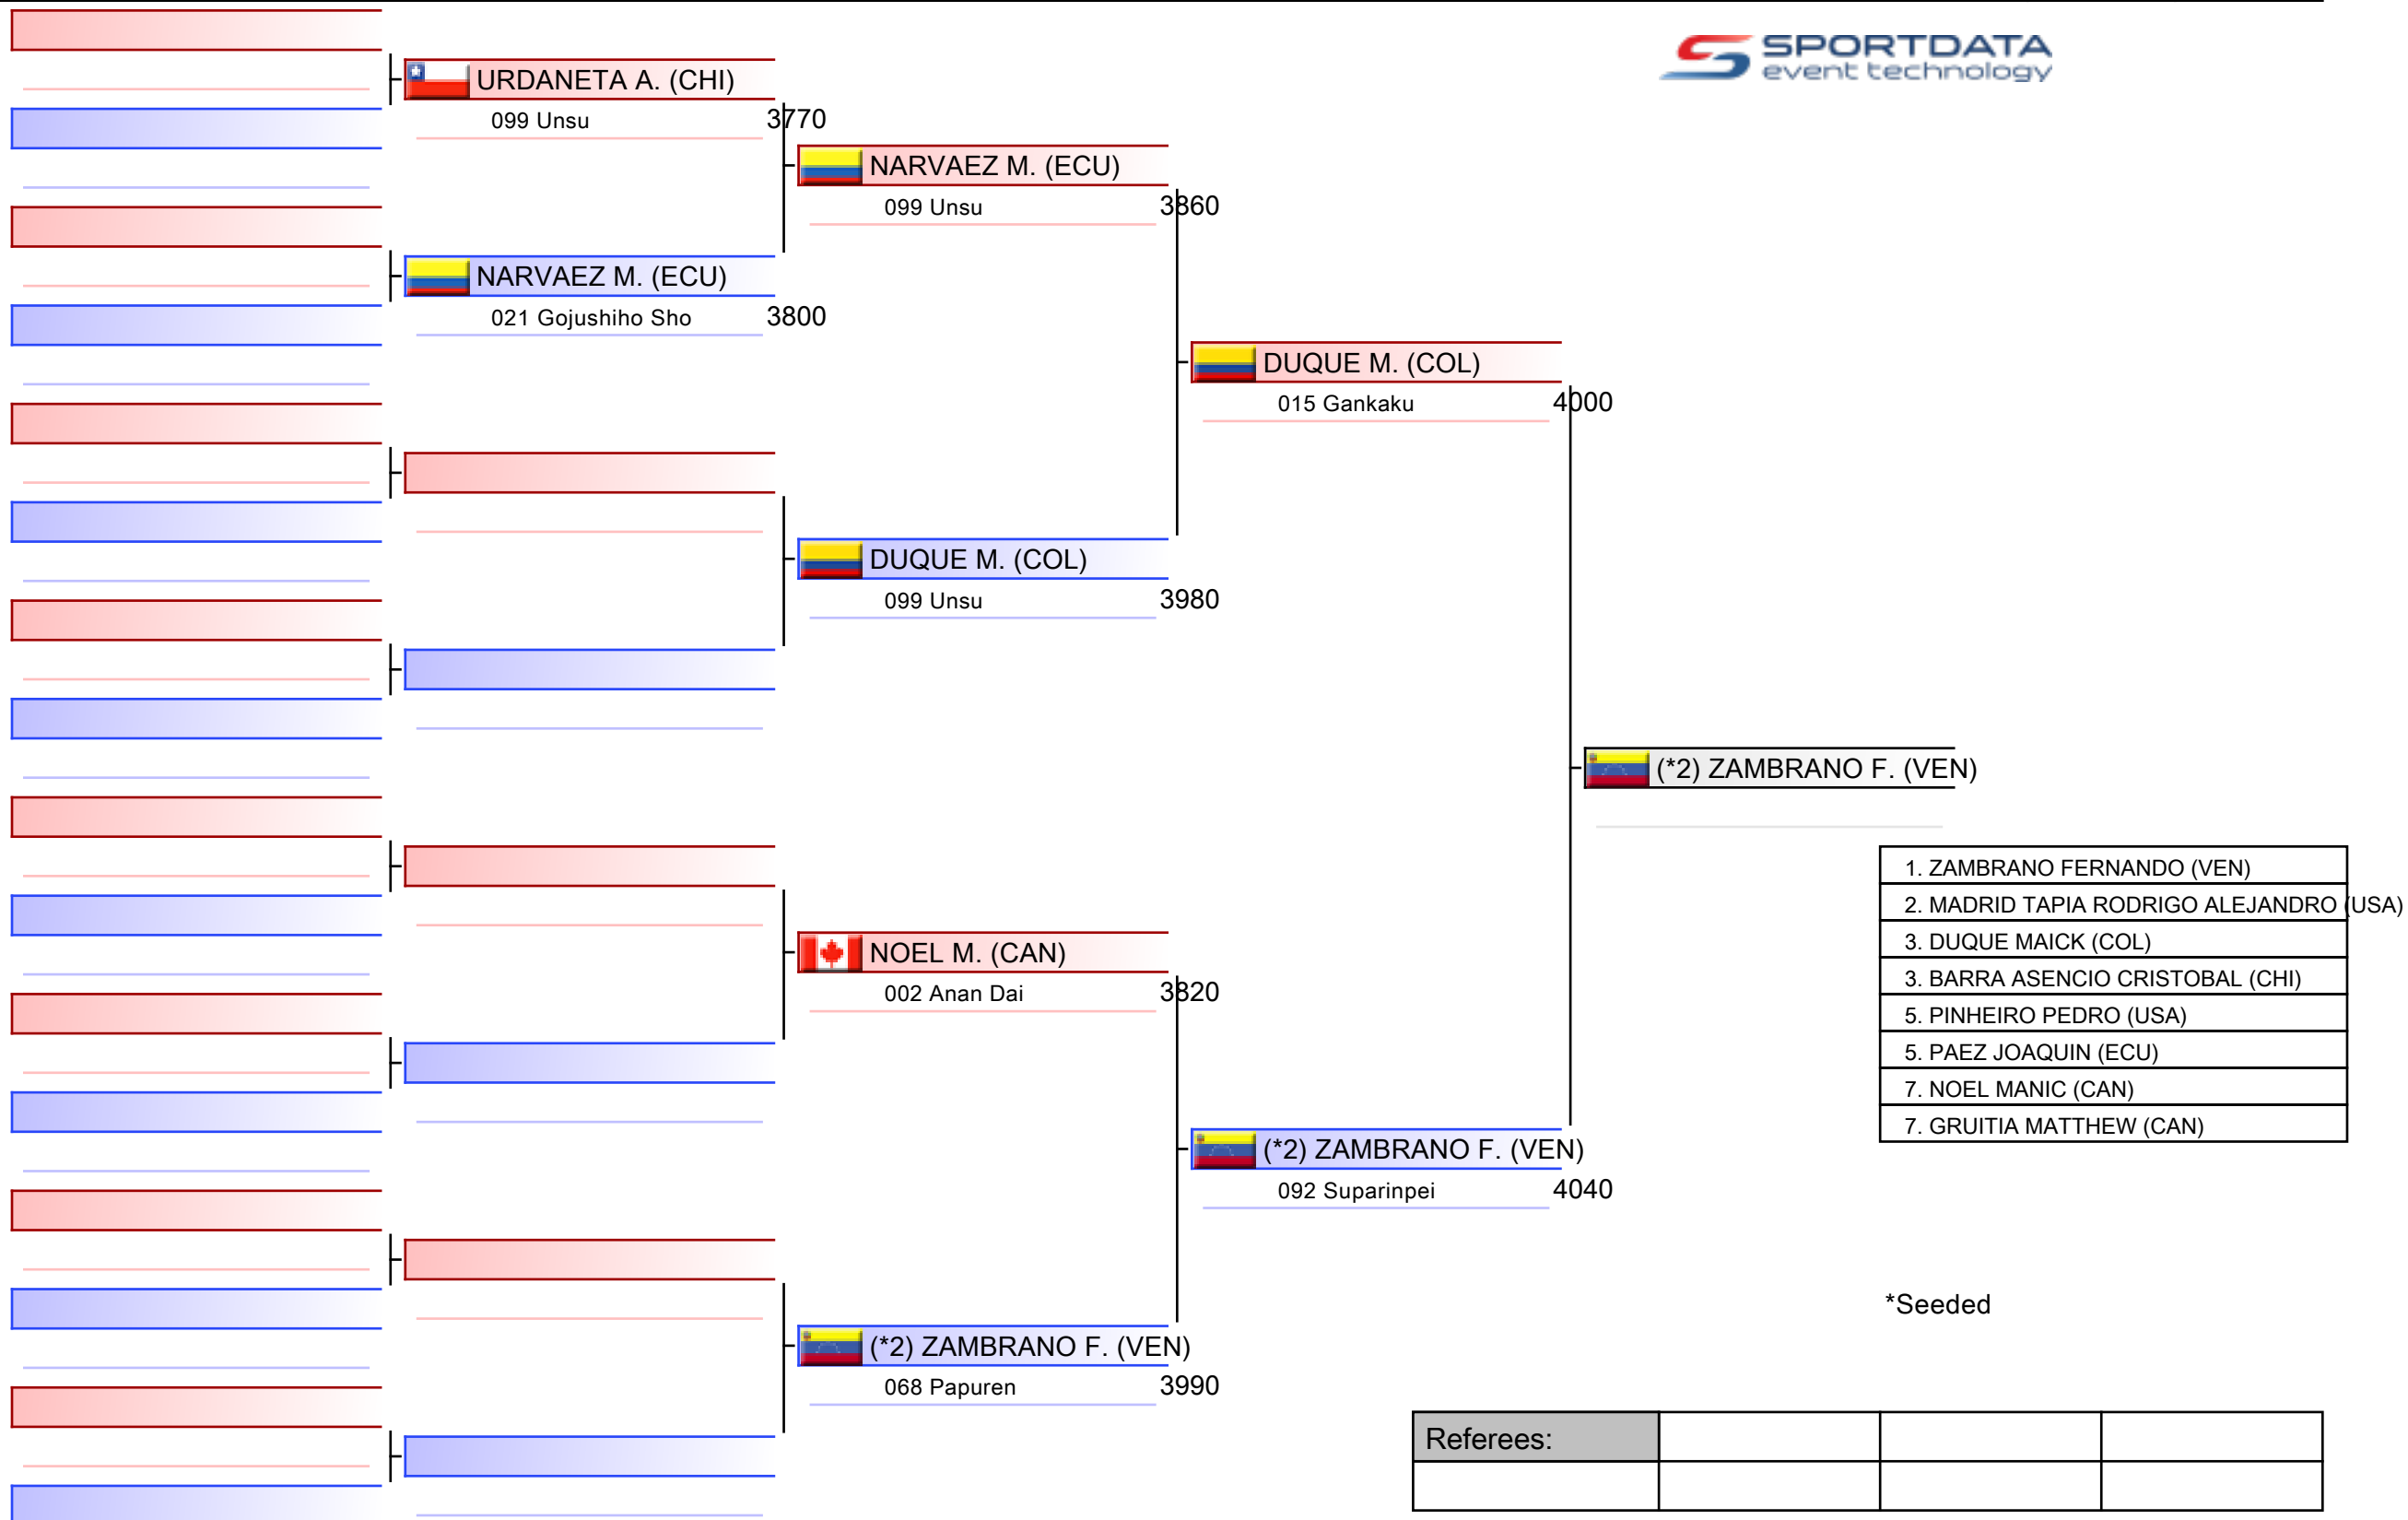 SPORTDATA
event technology
URDANETA A. (CHI)
099 Unsu 3770
NARVAEZ M. (ECU)
099 Unsu 3860
NARVAEZ M. (ECU)
021 Gojushiho Sho 3800
DUQUE M. (COL)
015 Gankaku 4000
DUQUE M. (COL)
099 Unsu 3980
(*2) ZAMBRANO F. (VEN)
1. ZAMBRANO FERNANDO (VEN)
2. MADRID TAPIA RODRIGO ALEJANDRO (USA)
3. DUQUE MAICK (COL)
3. BARRA ASENCIO CRISTOBAL (CHI)
5. PINHEIRO PEDRO (USA)
5. PAEZ JOAQUIN (ECU)
7. NOEL MANIC (CAN)
7. GRUITIA MATTHEW (CAN)
NOEL M. (CAN)
002 Anan Dai 3820
(*2) ZAMBRANO F. (VEN)
092 Suparinpei 4040
*Seeded
(*2) ZAMBRANO F. (VEN)
068 Papuren 3990
Referees: